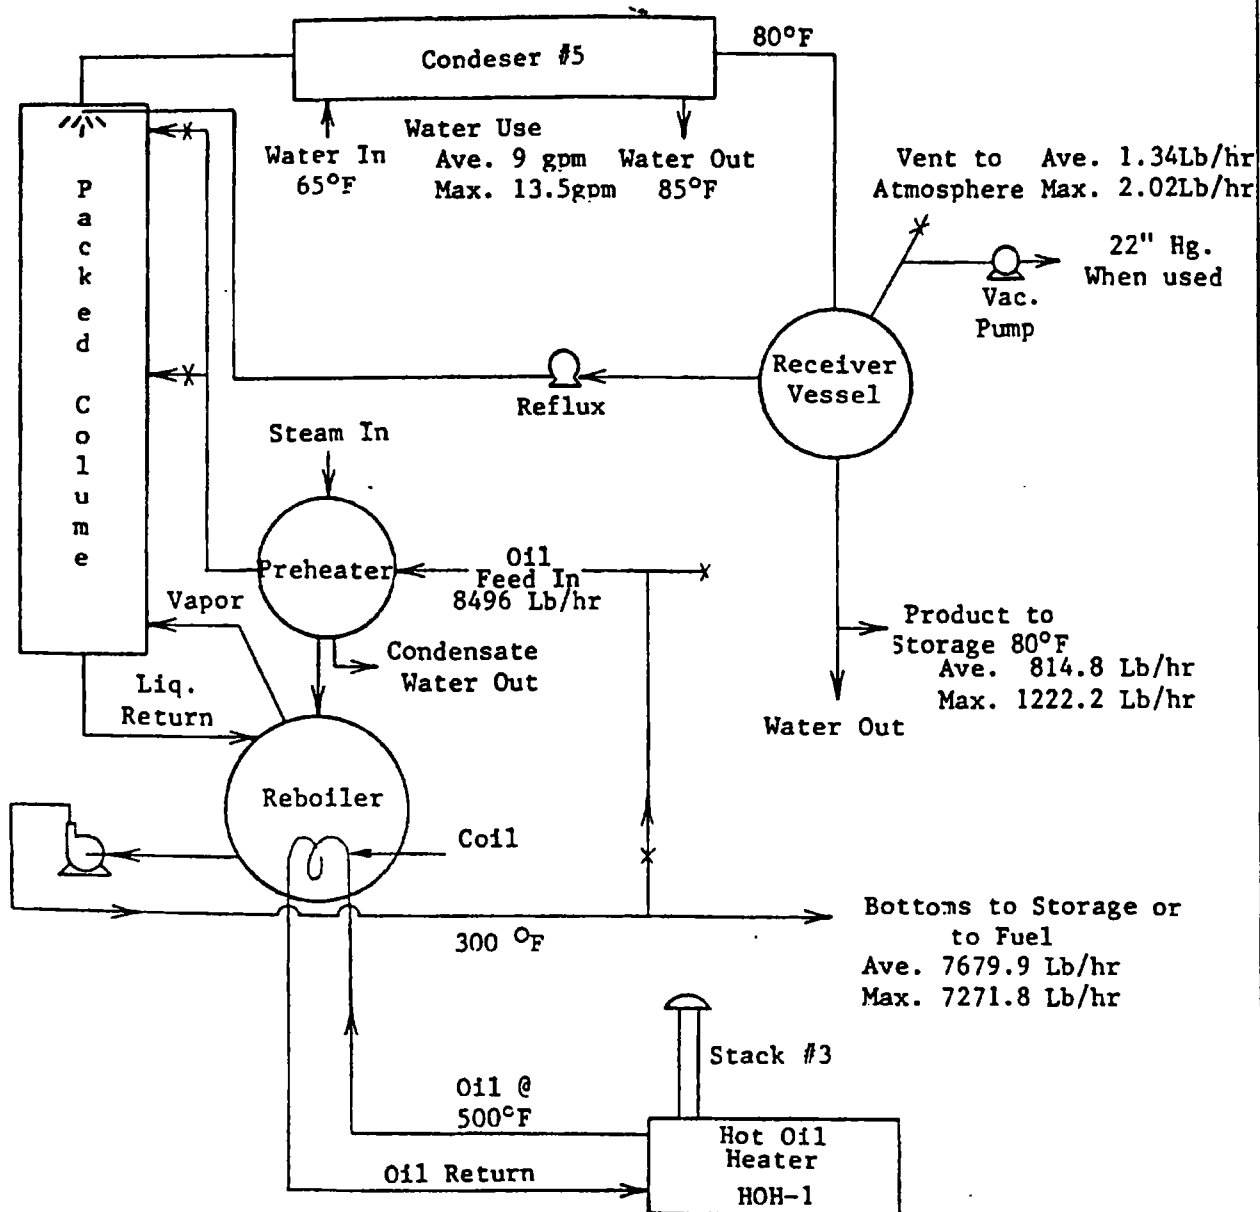 Condeser #5
80°F
Water In
65°F
Water Use
Ave. 9 gpm
Max. 13.5gpm
Water Out
85°F
Vent to Ave. 1.34Lb/hr
Atmosphere Max. 2.02Lb/hr
22" Hg.
When used
Vac.
Pump
Packed Colume
Receiver
Vessel
Reflux
Steam In
Preheater
Oil
Feed In
8496 Lb/hr
Vapor
Condensate
Water Out
Product to
Storage 80°F
Ave. 814.8 Lb/hr
Max. 1222.2 Lb/hr
Water Out
Liq.
Return
Reboiler
Coil
300 °F
Bottoms to Storage or
to Fuel
Ave. 7679.9 Lb/hr
Max. 7271.8 Lb/hr
Stack #3
Oil @
500°F
Oil Return
Hot Oil
Heater
HOH-1